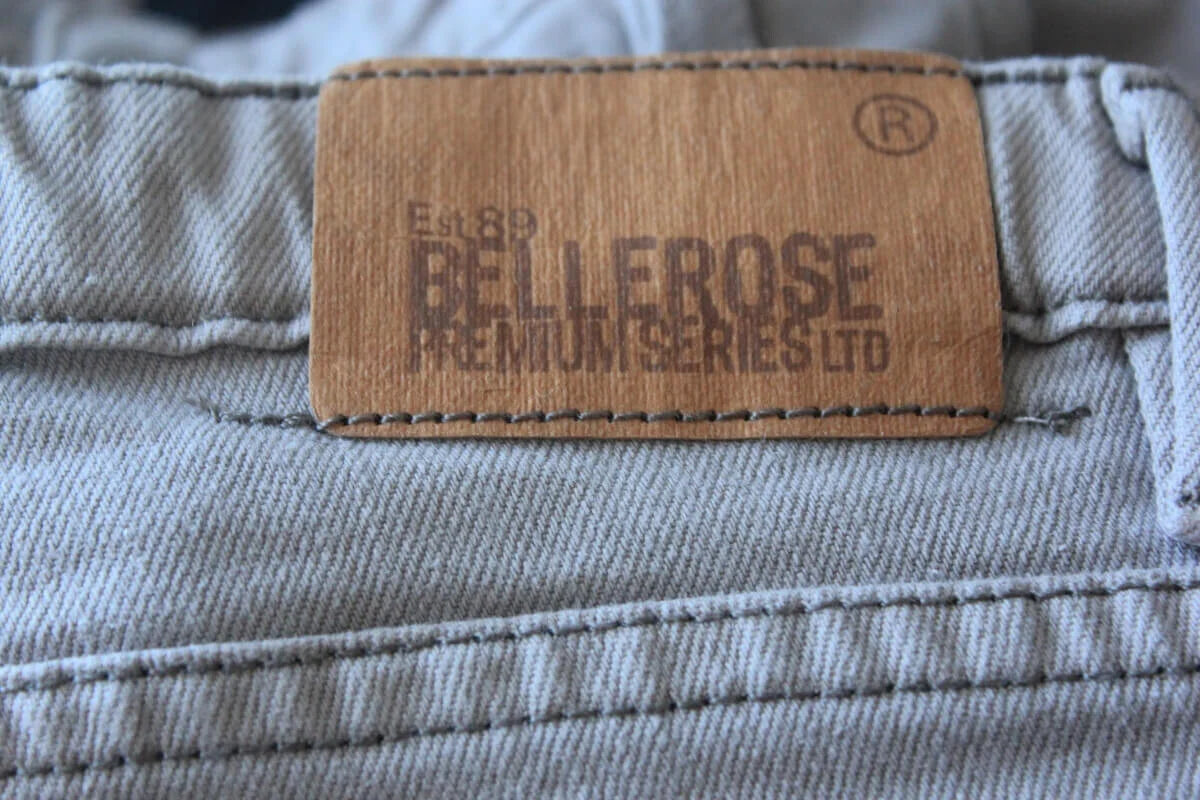 ®
Est.89
BELLEROSE
PREMIUM SERIES LTD